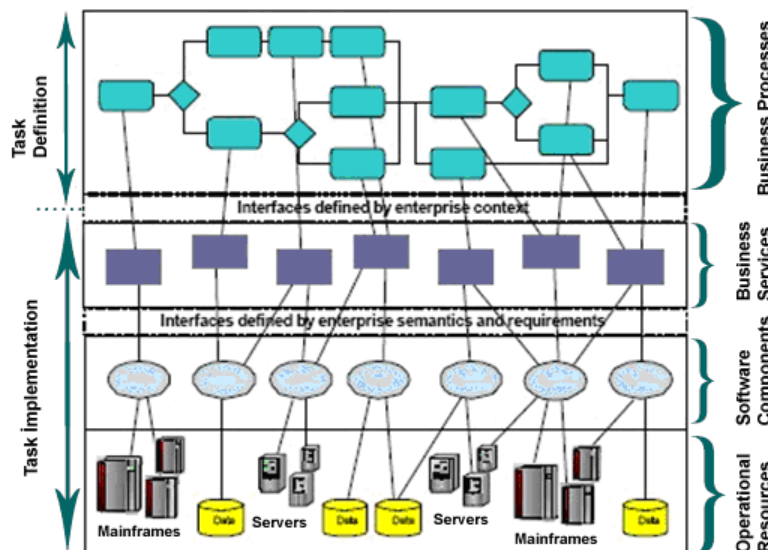 Task
Definition
Business Processes
Interfaces defined by enterprise context
Task implementation
Business
Services
Interfaces defined by enterprise semantics and requirements
Software
Components
Operational
Resources
Mainframes
Data
Servers
Data
Data
Servers
Mainframes
Data